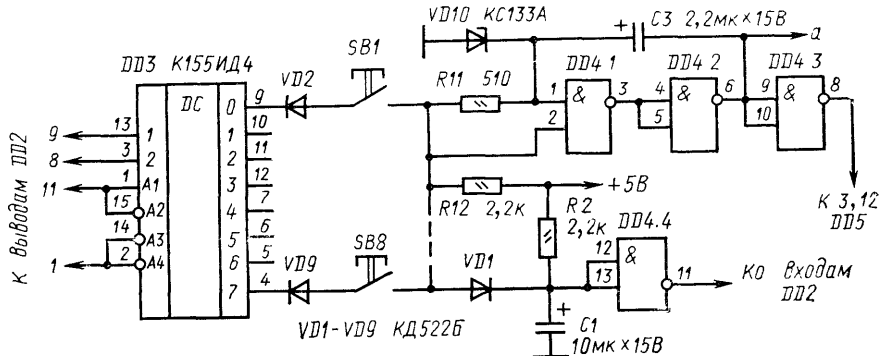 VD10 КС133А
C3 2,2мк×15В
а
SB1
DD4 1
DD4 2
DD4 3
DD3 К155ИД4
VD2
R11 510
DC
0
9
1
&
3
4
6
9
&
8
9
13
1
1
10
2
5
10
8
3
2
2
11
11
1
A1
3
12
15
A2
4
7
R12 2,2к
+5В
К 3,12
DD5
14
A3
5
6
R2
2,2к
DD4.4
1
2
A4
6
5
SB8
12
&
7
4
VD9
VD1
13
11
Ко входам
DD2
К выводам DD2
VD1-VD9 КД522Б
C1
10мк×15В